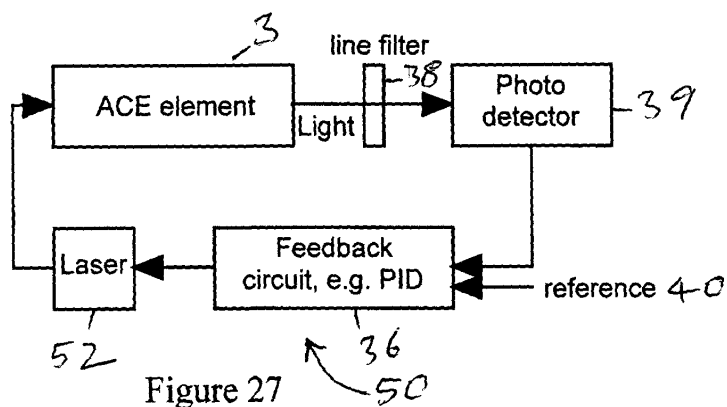 3
line filter
38
ACE element
Light
Photo
detector
39
Laser
Feedback
circuit, e.g. PID
reference 40
52
36
50
Figure 27